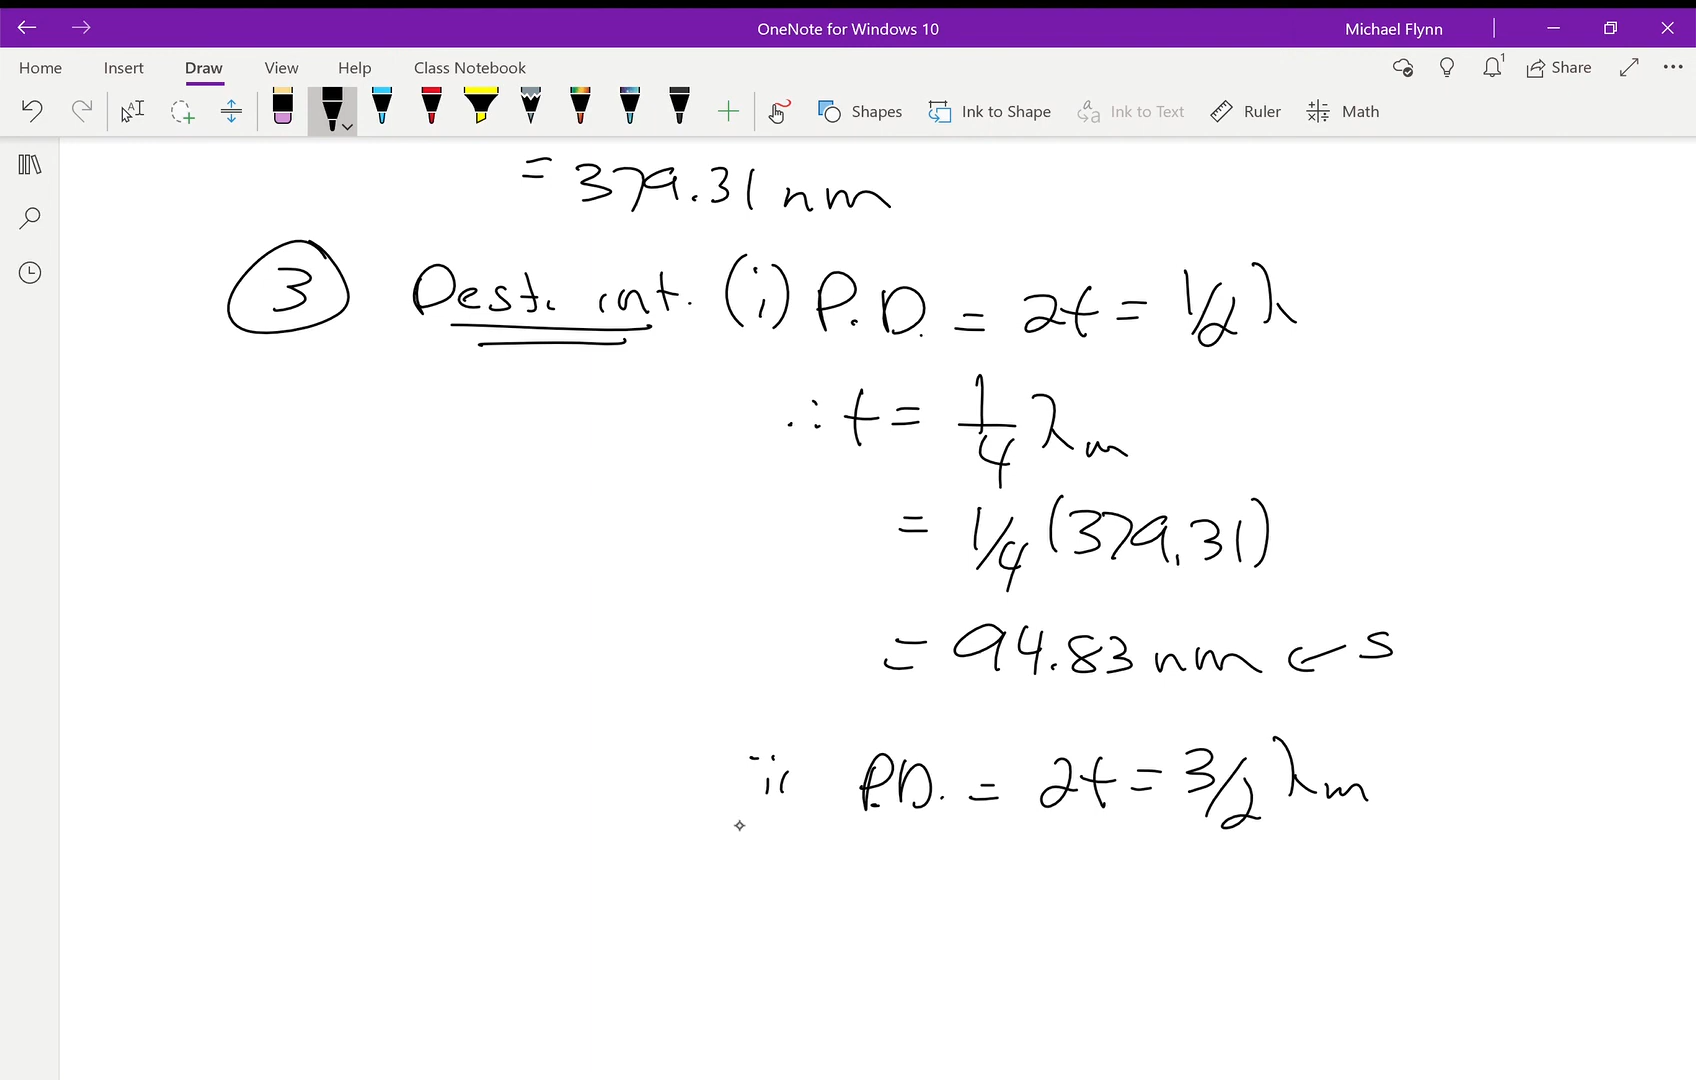 OneNote for Windows 10
Michael Flynn
Home Insert Draw View Help Class Notebook
1 Share
Shapes Ink to Shape Ink to Text Ruler Math
= 379.31 nm
3 Dest. int. (i) P.D. = 2t = 1/2 λ
∴ t = 1/4 λm
= 1/4 (379.31)
= 94.83 nm ← s
ii P.D. = 2t = 3/2 λm